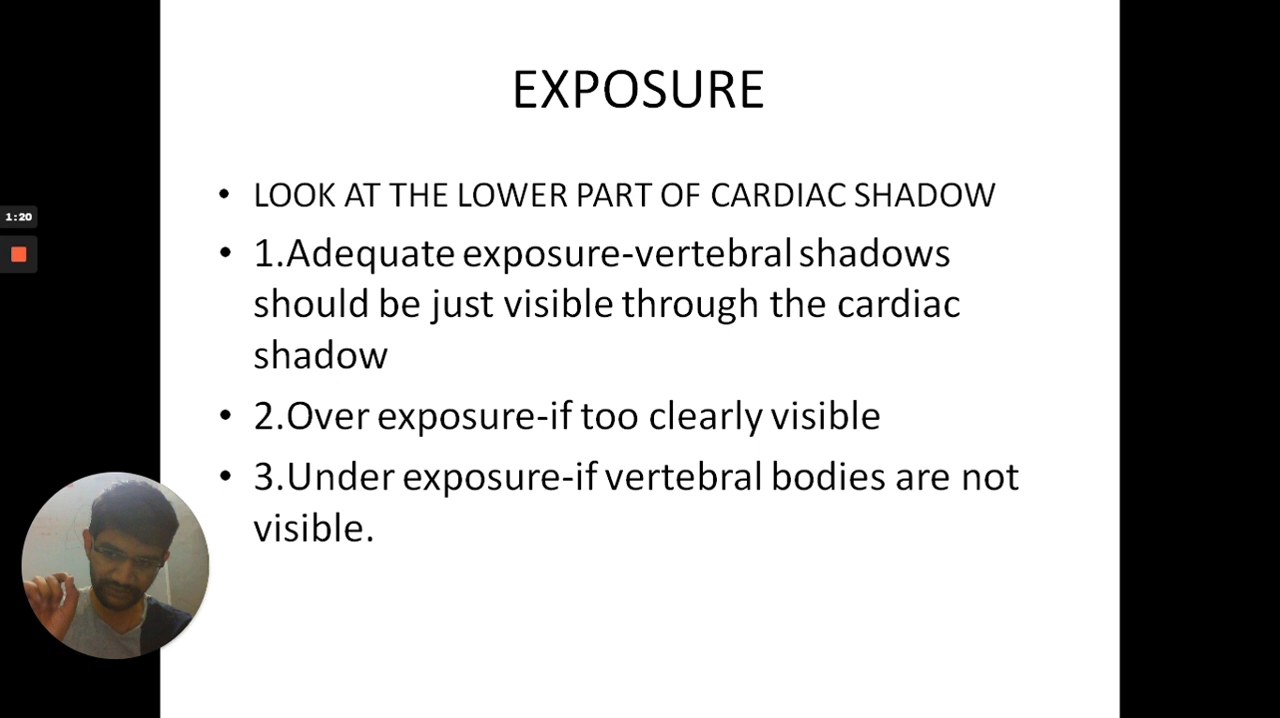 EXPOSURE
• LOOK AT THE LOWER PART OF CARDIAC SHADOW
1:20
• 1.Adequate exposure-vertebral shadows
should be just visible through the cardiac
shadow
• 2.Over exposure-if too clearly visible
• 3.Under exposure-if vertebral bodies are not
visible.